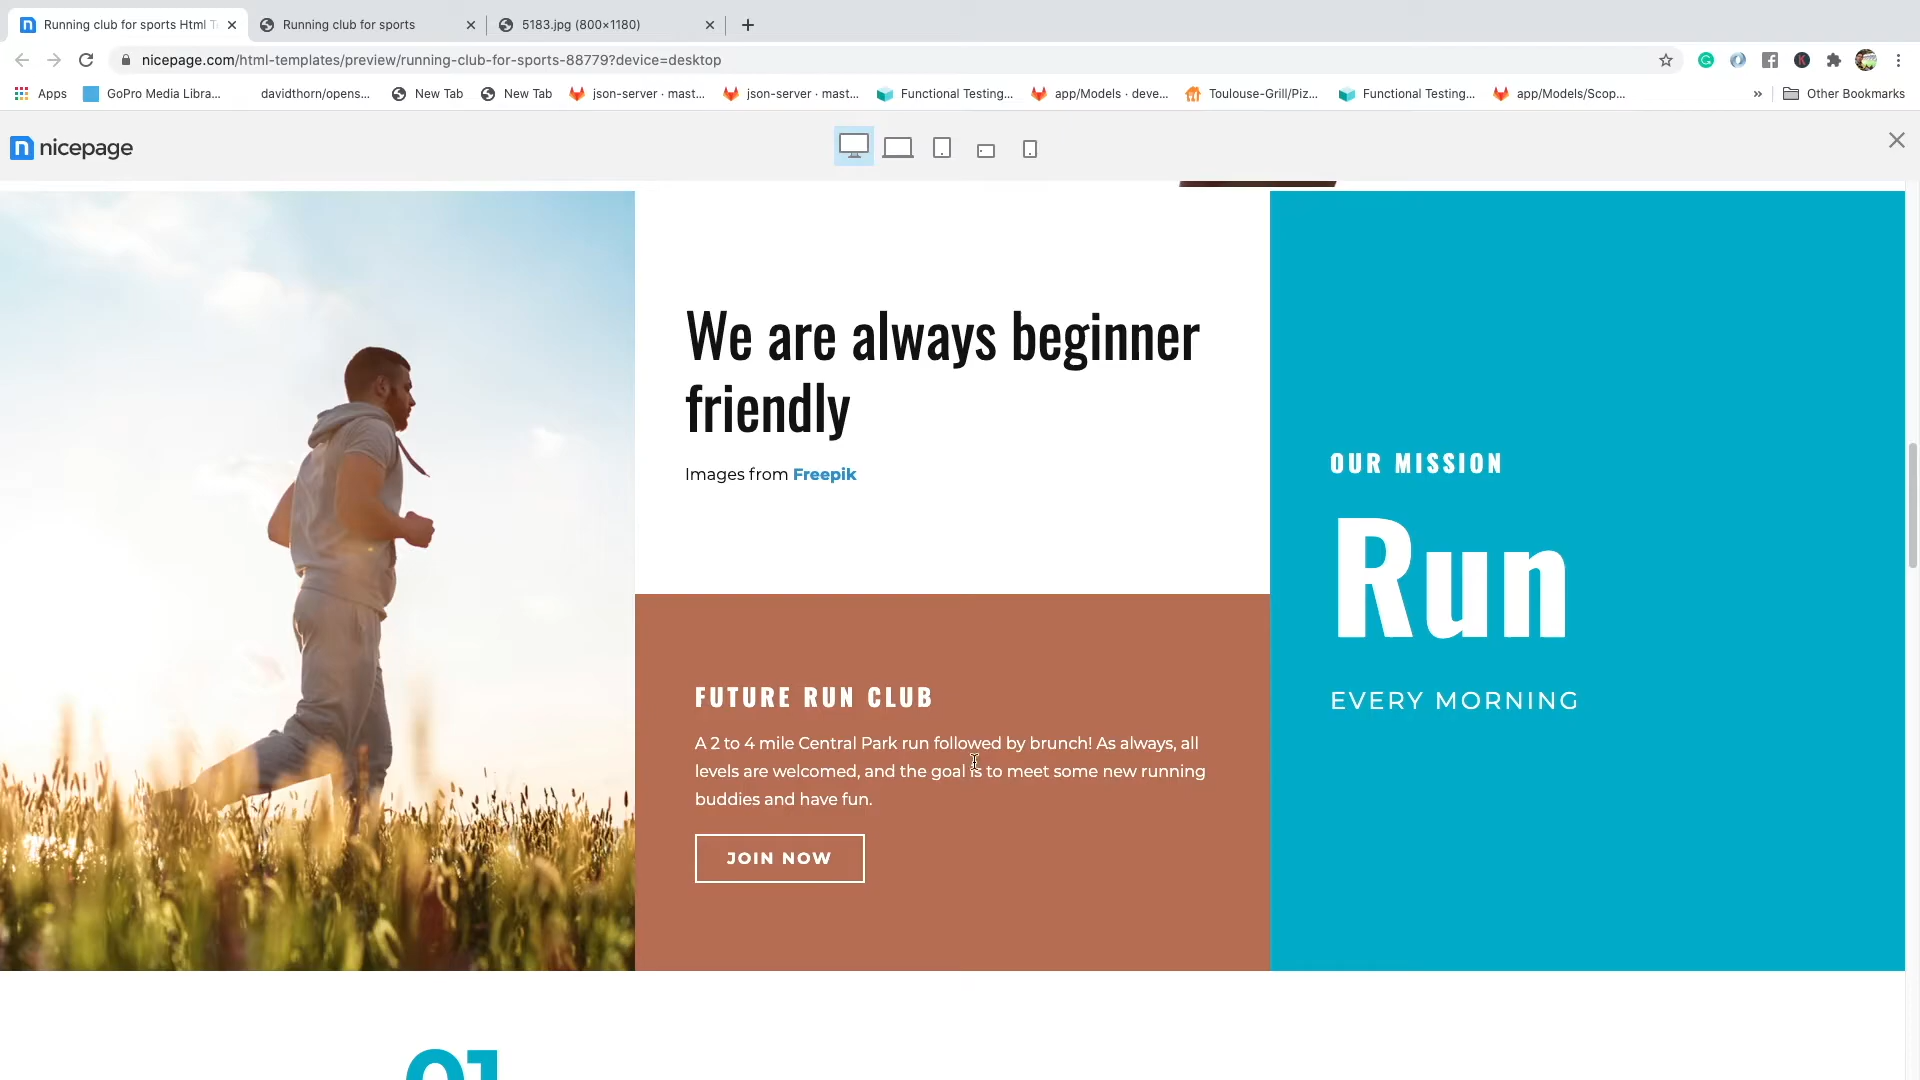 Running club for sports Html Te
Running club for sports
5183.jpg (800×1180)
nicepage.com/html-templates/preview/running-club-for-sports-88779?device=desktop
Apps
GoPro Media Libra...
davidthorn/opens...
New Tab
New Tab
json-server · mast...
json-server · mast...
Functional Testing...
app/Models · deve...
Toulouse-Grill/Piz...
Functional Testing...
app/Models/Scop...
»
Other Bookmarks
nicepage
We are always beginner
friendly
Images from Freepik
OUR MISSION
Run
EVERY MORNING
FUTURE RUN CLUB
A 2 to 4 mile Central Park run followed by brunch! As always, all
levels are welcomed, and the goal is to meet some new running
buddies and have fun.
JOIN NOW
01